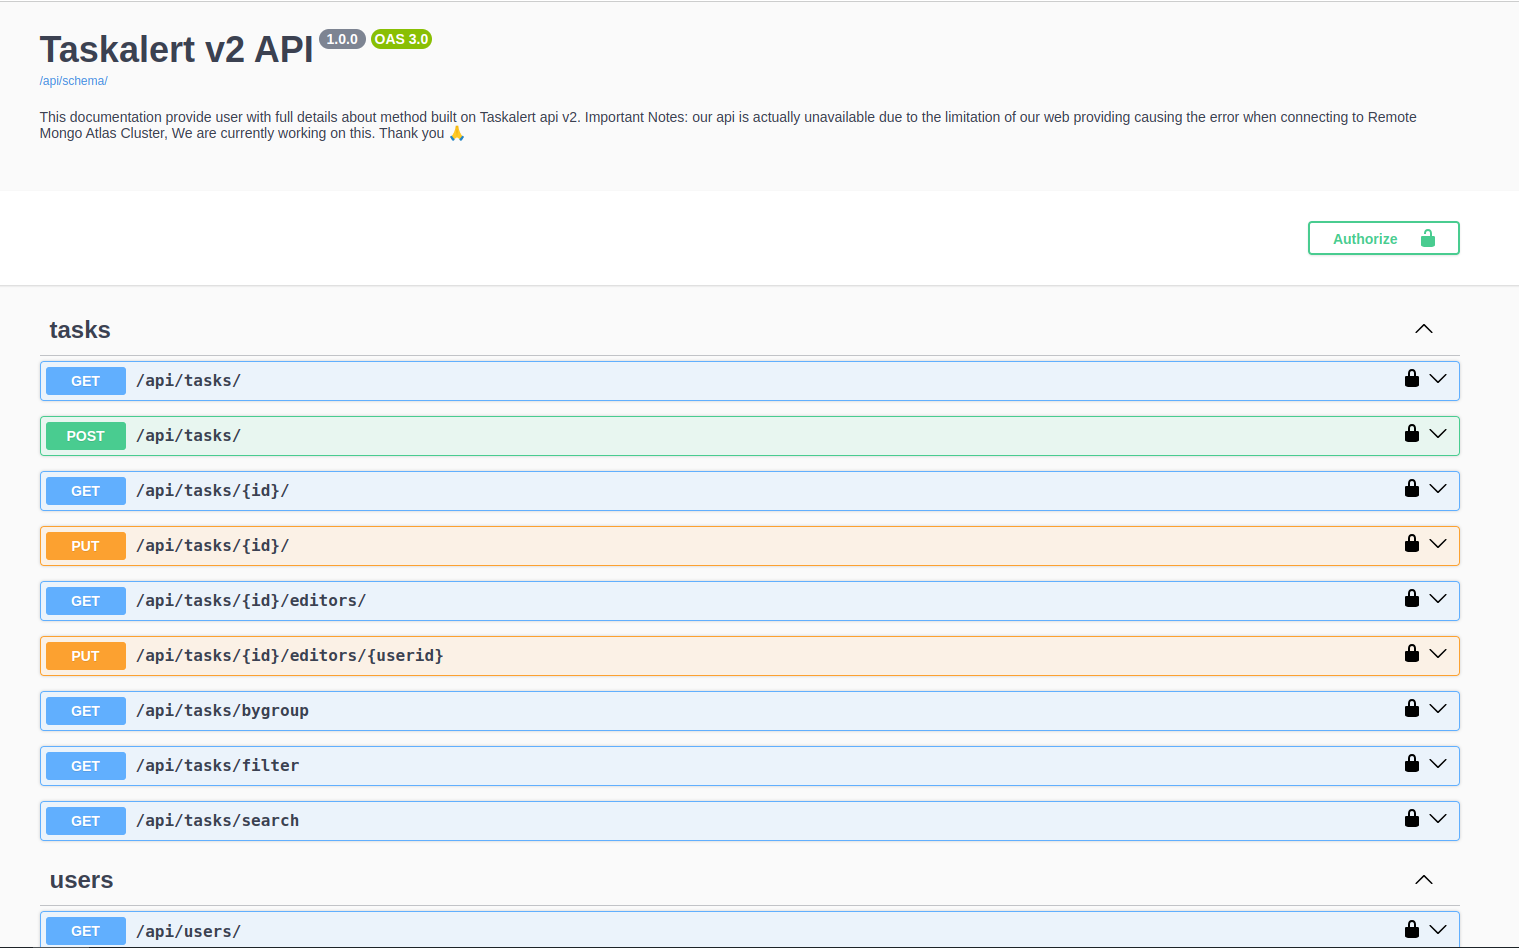 Taskalert v2 API 1.0.0 OAS 3.0
/api/schema/
This documentation provide user with full details about method built on Taskalert api v2. Important Notes: our api is actually unavailable due to the limitation of our web providing causing the error when connecting to Remote
Mongo Atlas Cluster, We are currently working on this. Thank you 🙏
Authorize
tasks
GET /api/tasks/
POST /api/tasks/
GET /api/tasks/{id}/
PUT /api/tasks/{id}/
GET /api/tasks/{id}/editors/
PUT /api/tasks/{id}/editors/{userid}
GET /api/tasks/bygroup
GET /api/tasks/filter
GET /api/tasks/search
users
GET /api/users/